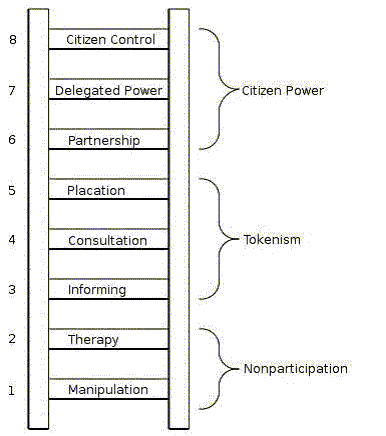 8 Citizen Control
7 Delegated Power
Citizen Power
6 Partnership
5 Placation
4 Consultation
Tokenism
3 Informing
2 Therapy
Nonparticipation
1 Manipulation